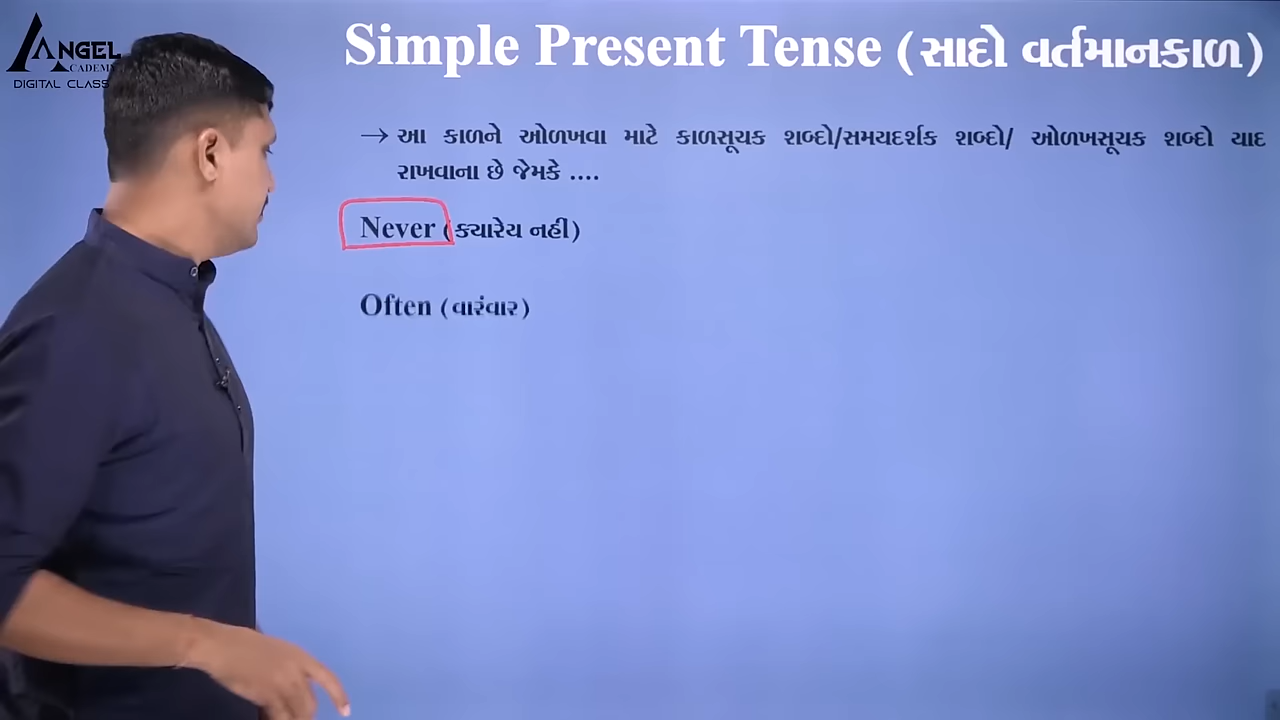 ANGEL
ACADEMY
DIGITAL CLASS
Simple Present Tense (સાદો વર્તમાનકાળ)
→ આ કાળને ઓળખવા માટે કાળસૂચક શબ્દો/સમયદર્શક શબ્દો/ ઓળખસૂચક શબ્દો યાદ
રાખવાના છે જેમકે ....
Never (ક્યારેય નહીં)
Often (વારંવાર)